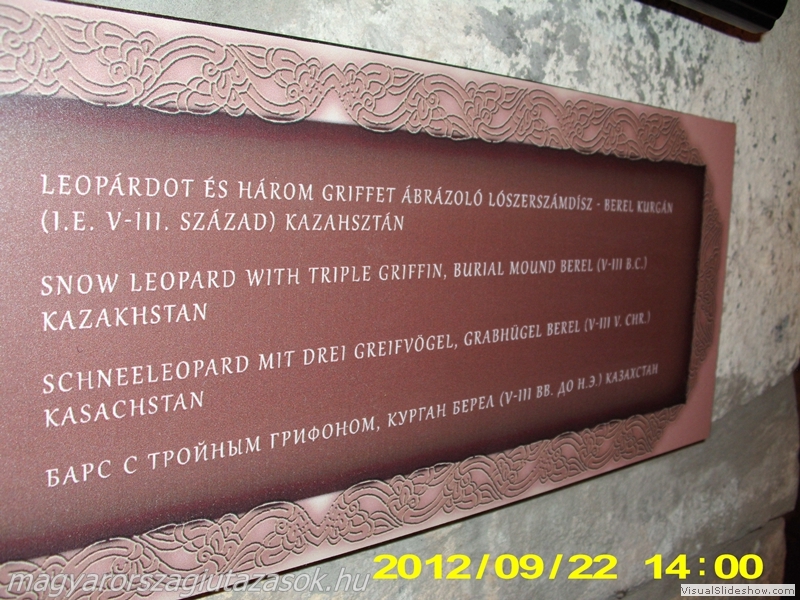 LEOPÁRDOT ÉS HÁROM GRIFFET ÁBRÁZOLÓ LÓSZERSZÁMDÍSZ - BEREL KURGÁN
(I.E. V-III. SZÁZAD) KAZAHSZTÁN
SNOW LEOPARD WITH TRIPLE GRIFFIN, BURIAL MOUND BEREL (V-III B.C.)
KAZAKHSTAN
SCHNEELEOPARD MIT DREI GREIFVÖGEL, GRABHÜGEL BEREL (V-III V. CHR.)
KASACHSTAN
БАРС С ТРОЙНЫМ ГРИФОНОМ, КУРГАН БЕРЕЛ (V-III ВВ. ДО Н.Э.) КАЗАХСТАН
magyarországiutazások.hu
2012/09/22 14:00
VisualSlideshow.com